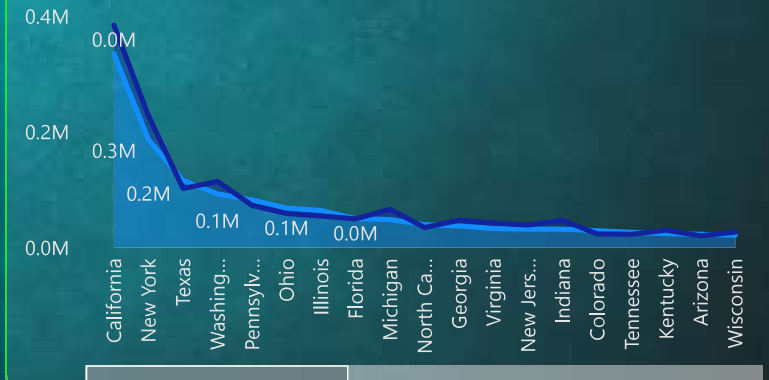 0.4M
0.0M
0.2M
0.3M
0.2M
0.1M
0.1M
0.0M
0.0M
California
New York
Texas
Washing...
Pennsylv...
Ohio
Illinois
Florida
Michigan
North Ca...
Georgia
Virginia
New Jers...
Indiana
Colorado
Tennessee
Kentucky
Arizona
Wisconsin